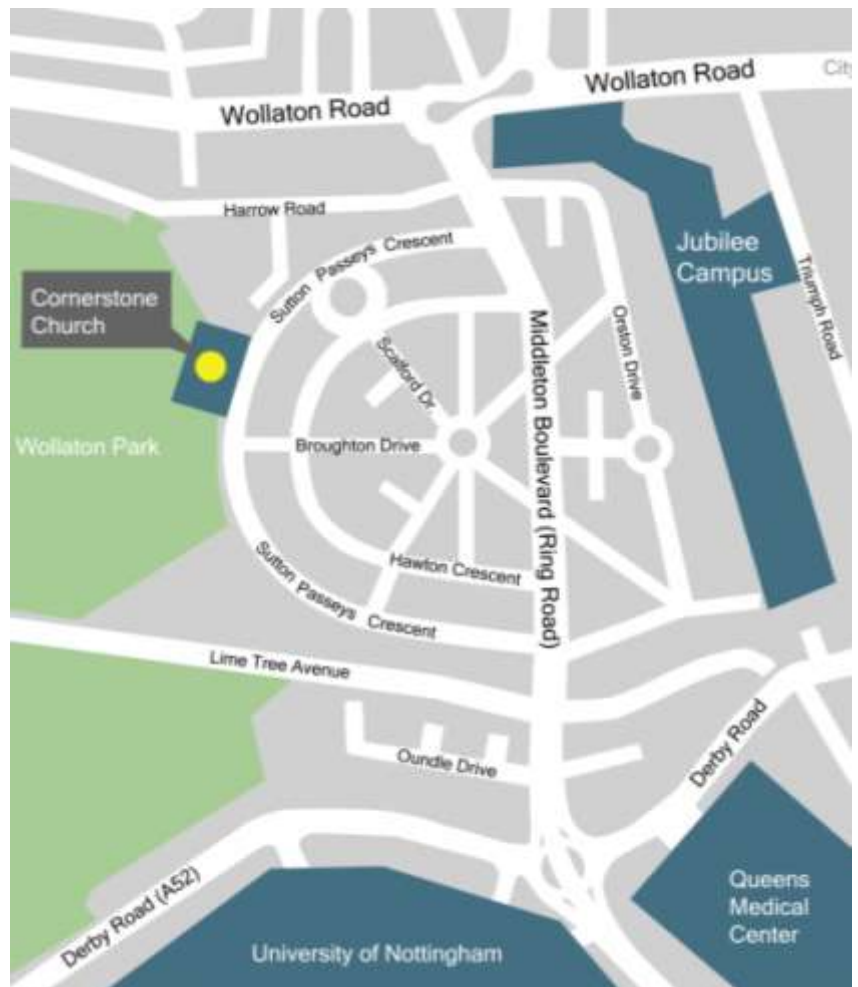 Wollaton Road
Wollaton Road
City
Harrow Road
Sutton Passeys Crescent
Jubilee
Campus
Triumph Road
Cornerstone
Church
Scalford Dr.
Middleton Boulevard (Ring Road)
Orston Drive
Wollaton Park
Broughton Drive
Hawton Crescent
Sutton Passeys Crescent
Lime Tree Avenue
Oundle Drive
Derby Road
Derby Road (A52)
University of Nottingham
Queens
Medical
Center